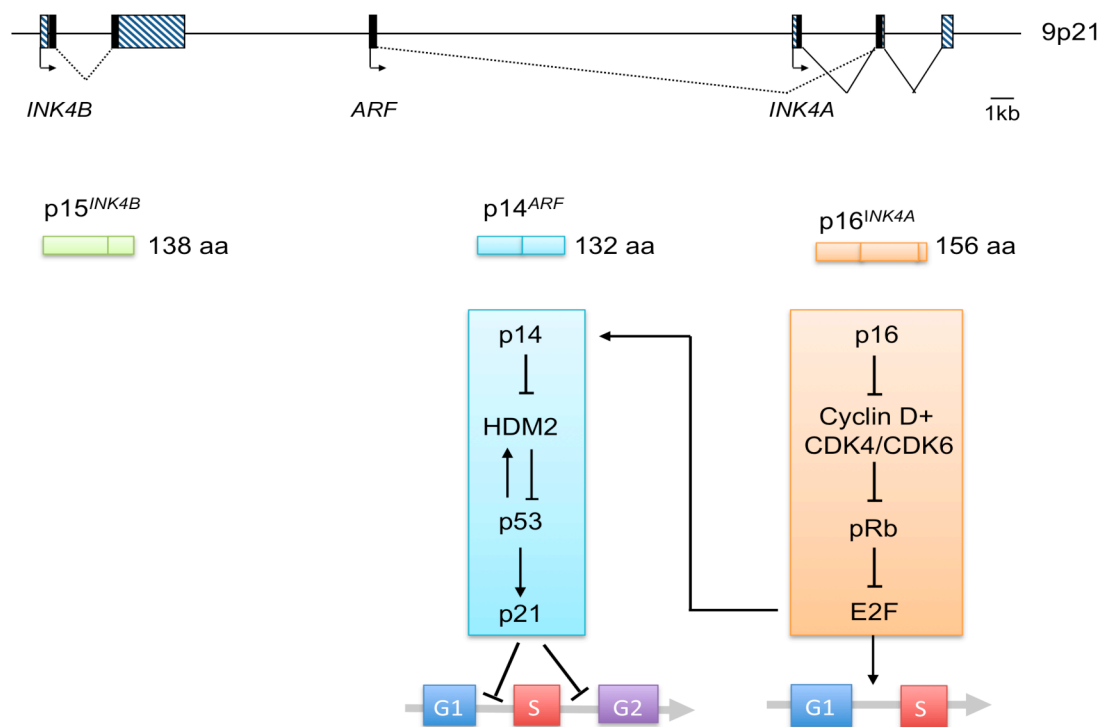 9p21
INK4B
ARF
INK4A
1kb
p15INK4B
138 aa
p14ARF
132 aa
p16INK4A
156 aa
p14
HDM2
p53
p21
p16
Cyclin D+
CDK4/CDK6
pRb
E2F
G1
S
G2
G1
S